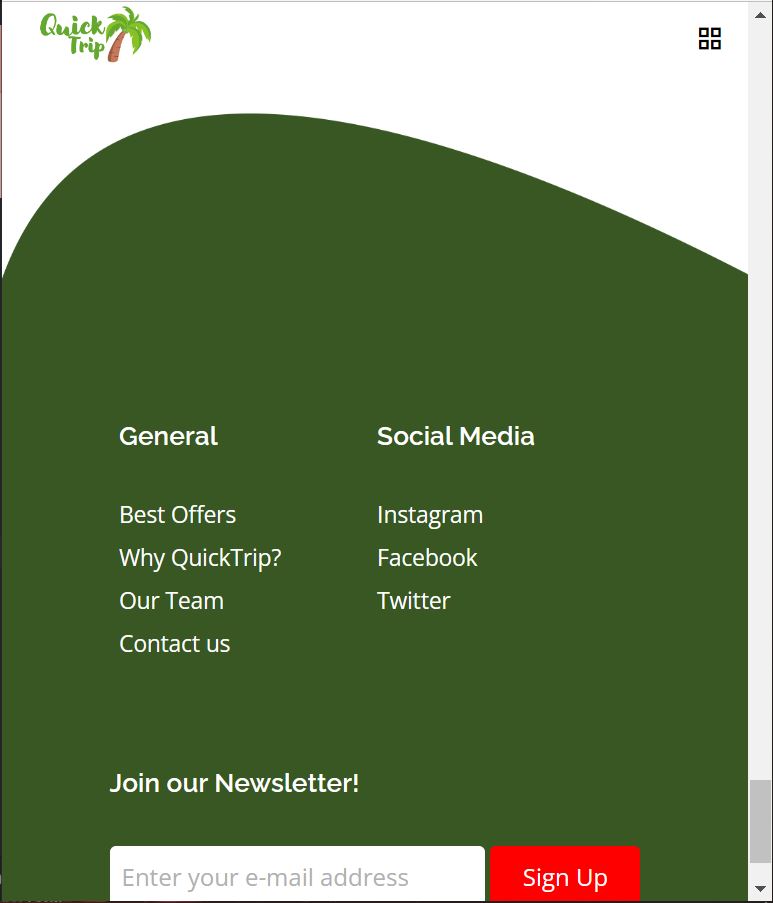 Quick
Trip
General
Best Offers
Why QuickTrip?
Our Team
Contact us
Social Media
Instagram
Facebook
Twitter
Join our Newsletter!
Enter your e-mail address
Sign Up